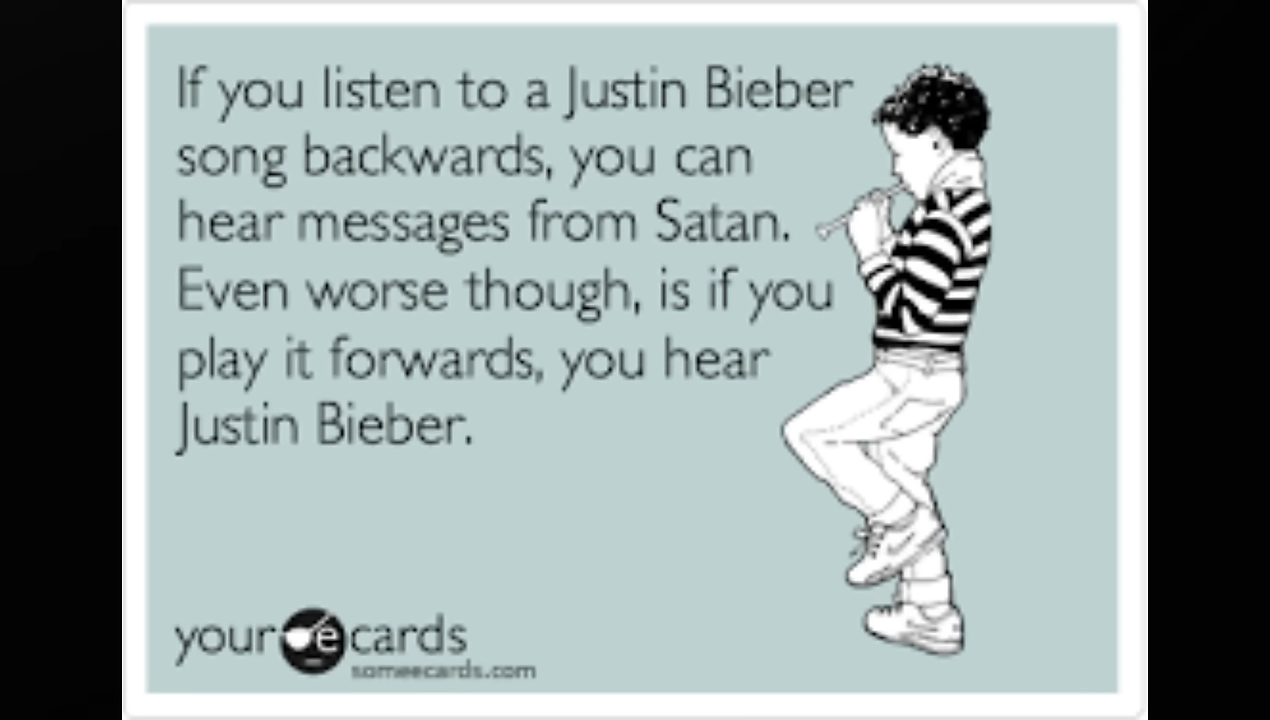 If you listen to a Justin Bieber
song backwards, you can
hear messages from Satan.
Even worse though, is if you
play it forwards, you hear
Justin Bieber.
your e cards
someecards.com